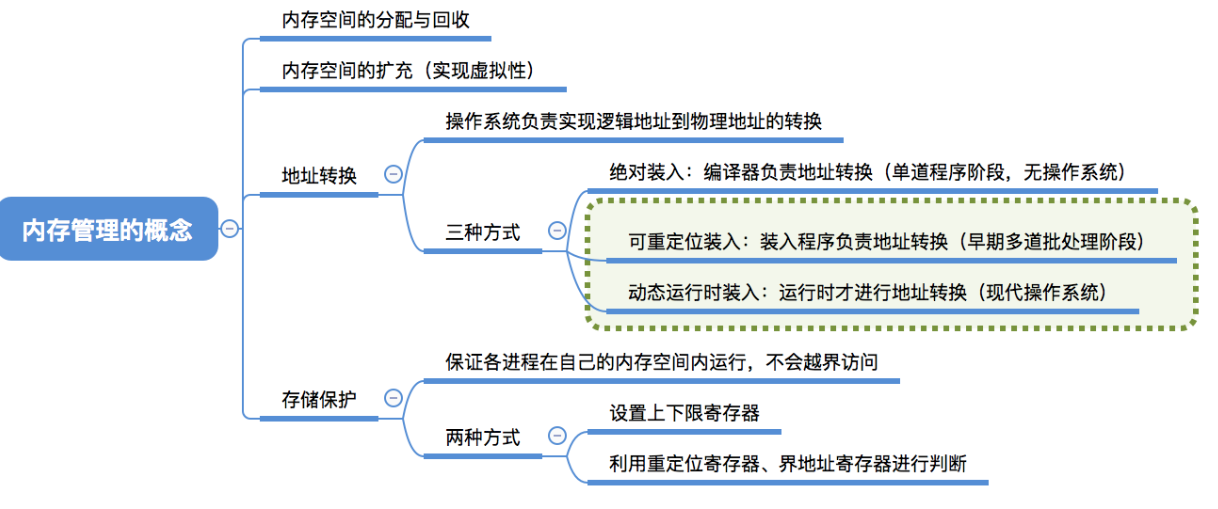 内存空间的分配与回收
内存空间的扩充（实现虚拟性）
操作系统负责实现逻辑地址到物理地址的转换
绝对装入：编译器负责地址转换（单道程序阶段，无操作系统）
地址转换
内存管理的概念
三种方式
可重定位装入：装入程序负责地址转换（早期多道批处理阶段）
动态运行时装入：运行时才进行地址转换（现代操作系统）
保证各进程在自己的内存空间内运行，不会越界访问
存储保护
设置上下限寄存器
两种方式
利用重定位寄存器、界地址寄存器进行判断